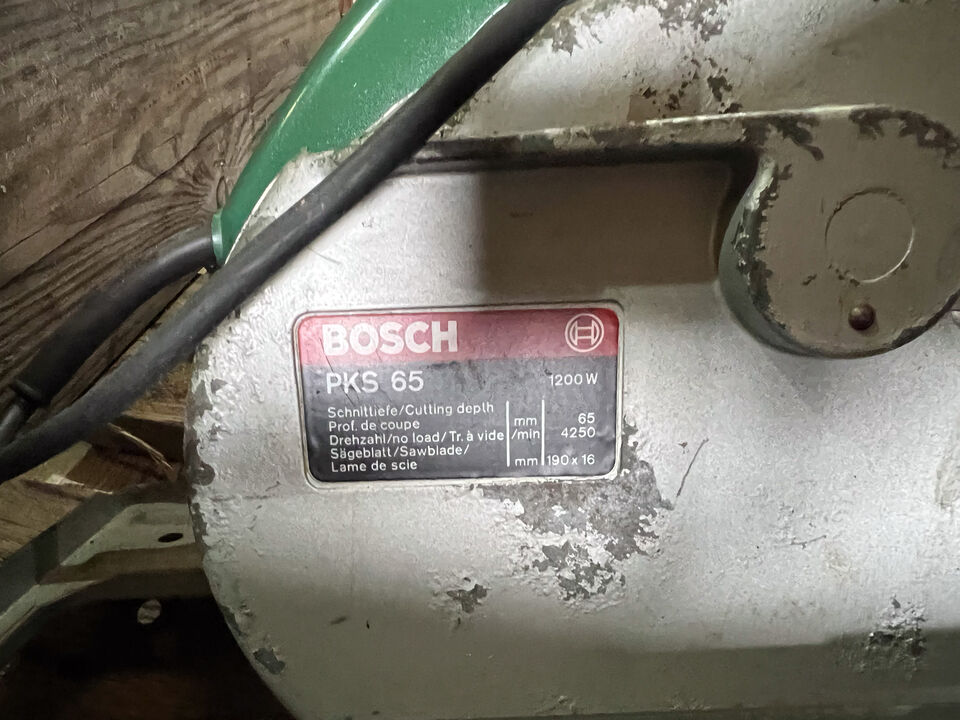 BOSCH
PKS 65 1200 W
Schnittiefe/Cutting depth
Prof. de coupe mm 65
Drehzahl/no load/Tr. à vide /min 4250
Sägeblatt/Sawblade/
Lame de scie mm 190 x 16